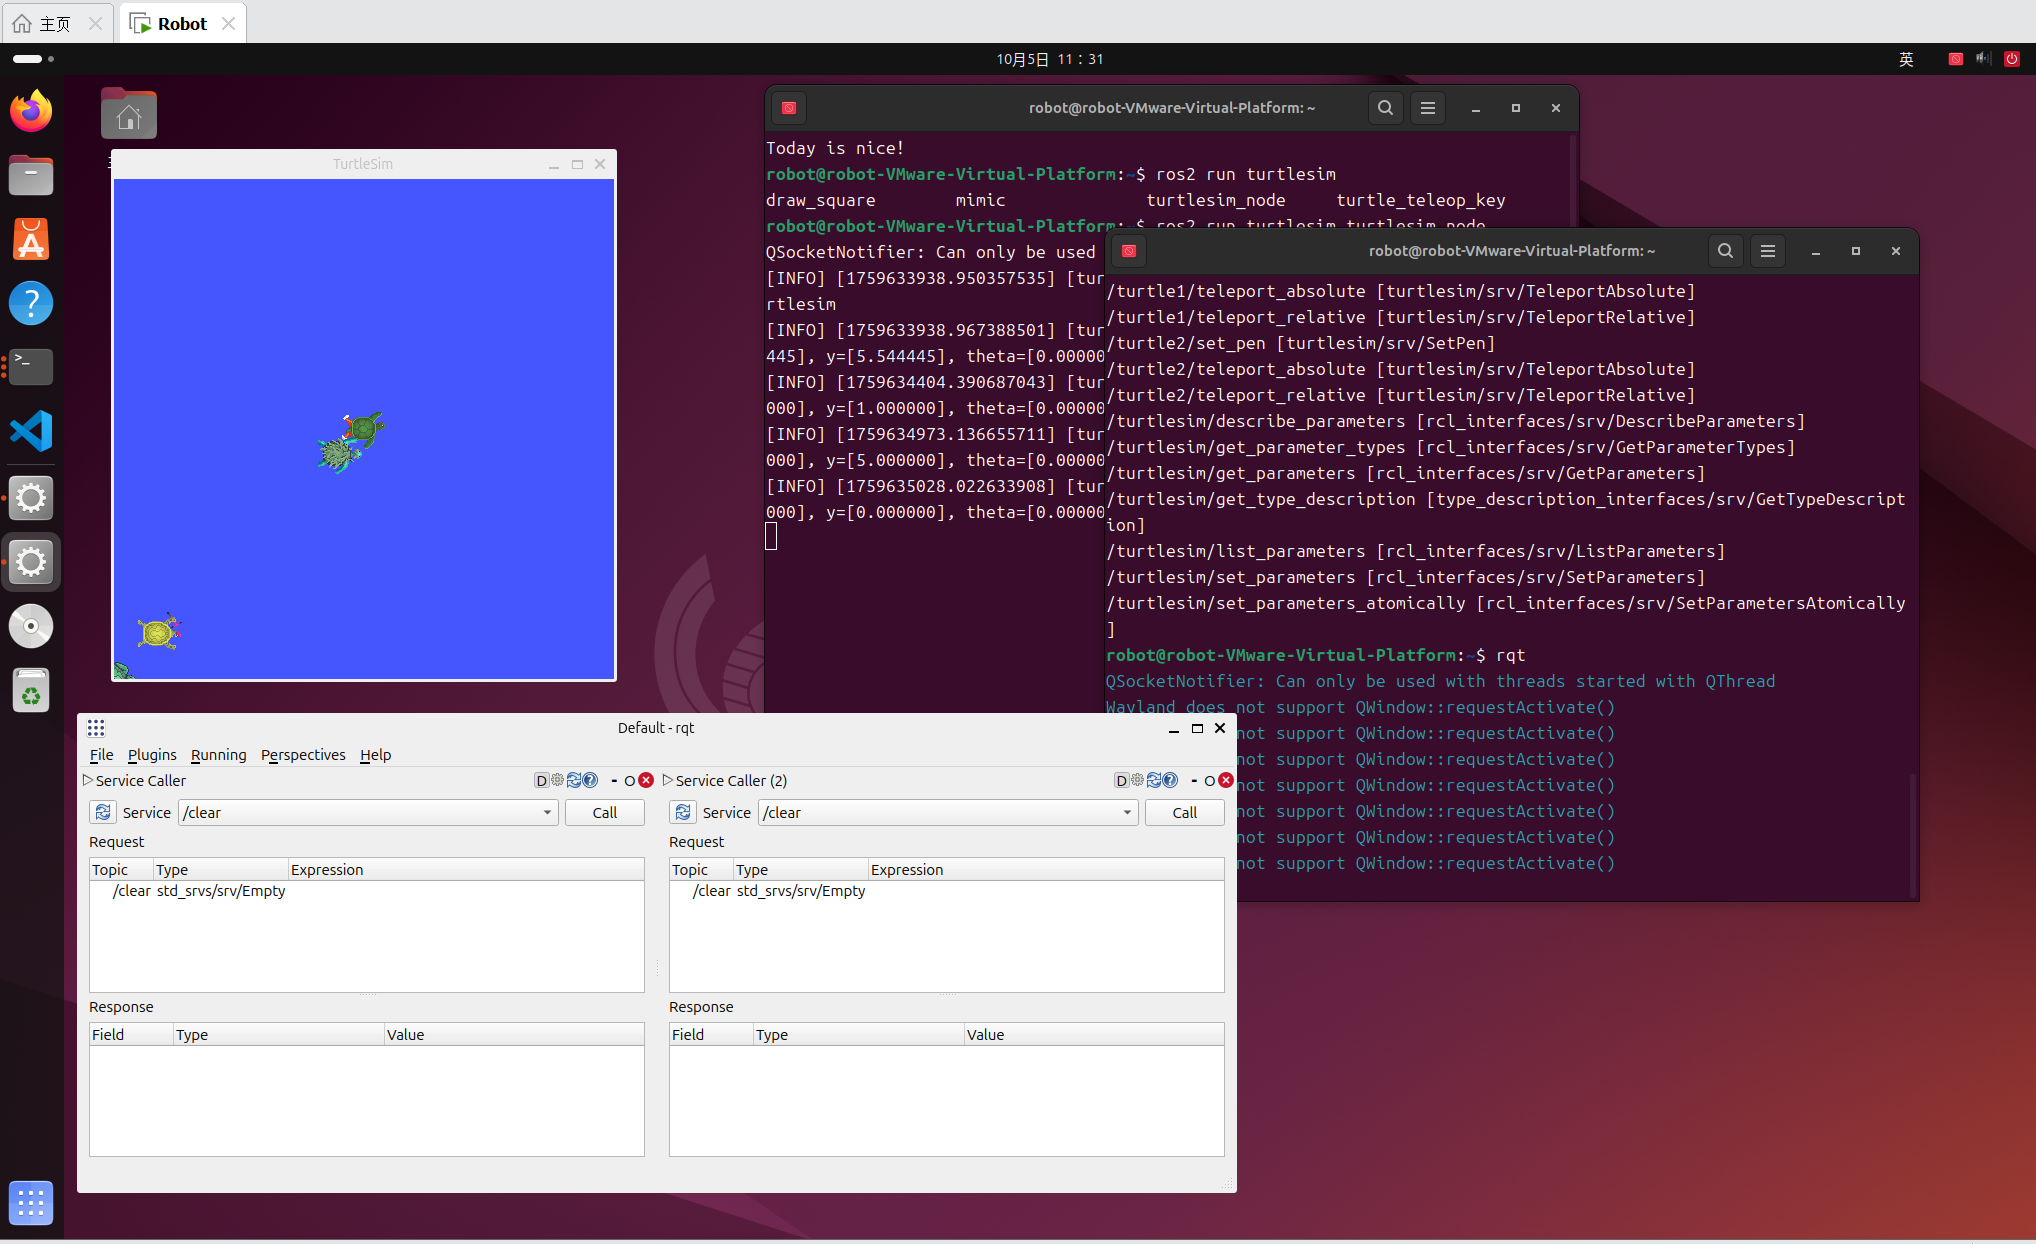 主页
Robot
10月5日 11：31
英
TurtleSim
robot@robot-VMware-Virtual-Platform: ~
Today is nice!
robot@robot-VMware-Virtual-Platform:~$ ros2 run turtlesim
draw_square mimic turtlesim_node turtle_teleop_key
robot@robot-VMware-Virtual-Platform:~$ ros2 run turtlesim turtlesim_node
QSocketNotifier: Can only be used
[INFO] [1759633938.950357535] [tur
rtlesim
[INFO] [1759633938.967388501] [tur
445], y=[5.544445], theta=[0.00000
[INFO] [1759634404.390687043] [tur
000], y=[1.000000], theta=[0.00000
[INFO] [1759634973.136655711] [tur
000], y=[5.000000], theta=[0.00000
[INFO] [1759635028.022633908] [tur
000], y=[0.000000], theta=[0.00000
robot@robot-VMware-Virtual-Platform: ~
/turtle1/teleport_absolute [turtlesim/srv/TeleportAbsolute]
/turtle1/teleport_relative [turtlesim/srv/TeleportRelative]
/turtle2/set_pen [turtlesim/srv/SetPen]
/turtle2/teleport_absolute [turtlesim/srv/TeleportAbsolute]
/turtle2/teleport_relative [turtlesim/srv/TeleportRelative]
/turtlesim/describe_parameters [rcl_interfaces/srv/DescribeParameters]
/turtlesim/get_parameter_types [rcl_interfaces/srv/GetParameterTypes]
/turtlesim/get_parameters [rcl_interfaces/srv/GetParameters]
/turtlesim/get_type_description [type_description_interfaces/srv/GetTypeDescript
ion]
/turtlesim/list_parameters [rcl_interfaces/srv/ListParameters]
/turtlesim/set_parameters [rcl_interfaces/srv/SetParameters]
/turtlesim/set_parameters_atomically [rcl_interfaces/srv/SetParametersAtomically
]
robot@robot-VMware-Virtual-Platform:~$ rqt
QSocketNotifier: Can only be used with threads started with QThread
Wayland does not support QWindow::requestActivate()
not support QWindow::requestActivate()
not support QWindow::requestActivate()
not support QWindow::requestActivate()
not support QWindow::requestActivate()
not support QWindow::requestActivate()
not support QWindow::requestActivate()
Default - rqt
File Plugins Running Perspectives Help
Service Caller D - O
Service /clear Call
Request
Topic Type Expression
/clear std_srvs/srv/Empty
Response
Field Type Value
Service Caller (2) D - O
Service /clear Call
Request
Topic Type Expression
/clear std_srvs/srv/Empty
Response
Field Type Value